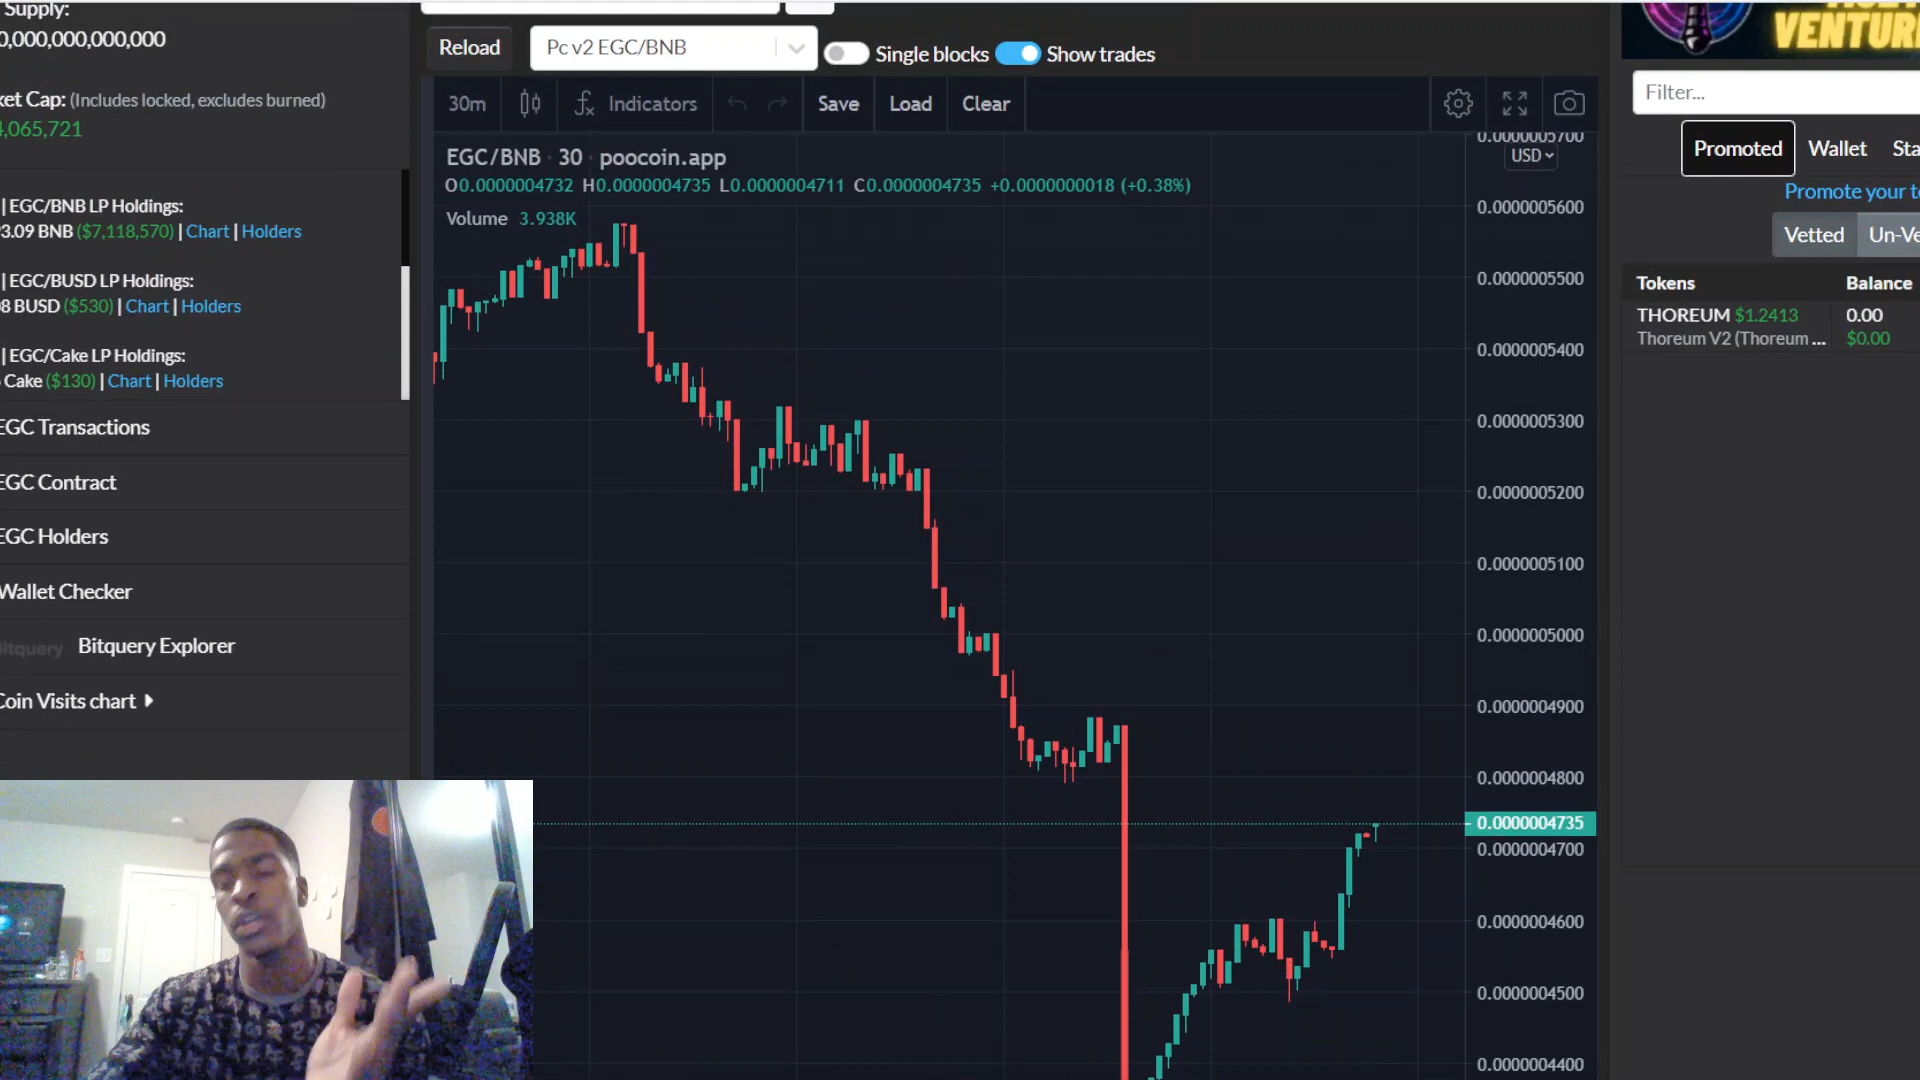 Supply:
0,000,000,000,000
ket Cap: (Includes locked, excludes burned)
4,065,721
| EGC/BNB LP Holdings:
3.09 BNB ($7,118,570) | Chart | Holders
| EGC/BUSD LP Holdings:
8 BUSD ($530) | Chart | Holders
| EGC/Cake LP Holdings:
Cake ($130) | Chart | Holders
EGC Transactions
EGC Contract
EGC Holders
Wallet Checker
Bitquery Explorer
Coin Visits chart
Reload
Pc v2 EGC/BNB
Single blocks
Show trades
30m
Indicators
Save
Load
Clear
EGC/BNB · 30 · poocoin.app
O0.0000004732 H0.0000004735 L0.0000004711 C0.0000004735 +0.0000000018 (+0.38%)
Volume 3.938K
0.0000005700
USD
0.0000005600
0.0000005500
0.0000005400
0.0000005300
0.0000005200
0.0000005100
0.0000005000
0.0000004900
0.0000004800
0.0000004735
0.0000004700
0.0000004600
0.0000004500
0.0000004400
VENTUR
Filter...
Promoted
Wallet
Sta
Promote your to
Vetted
Un-Ve
Tokens
Balance
THOREUM $1.2413
0.00
Thoreum V2 (Thoreum ...
$0.00